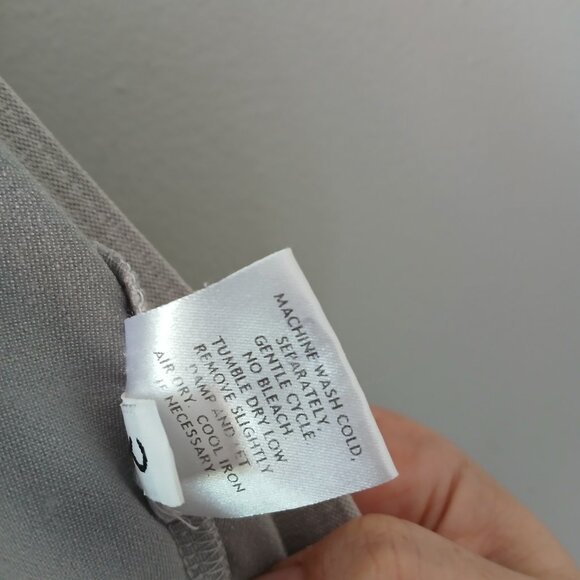 MACHINE WASH COLD,
SEPARATELY,
GENTLE CYCLE
NO BLEACH
TUMBLE DRY LOW
REMOVE SLIGHTLY
DAMP AND LET
AIR DRY. COOL IRON
IF NECESSARY